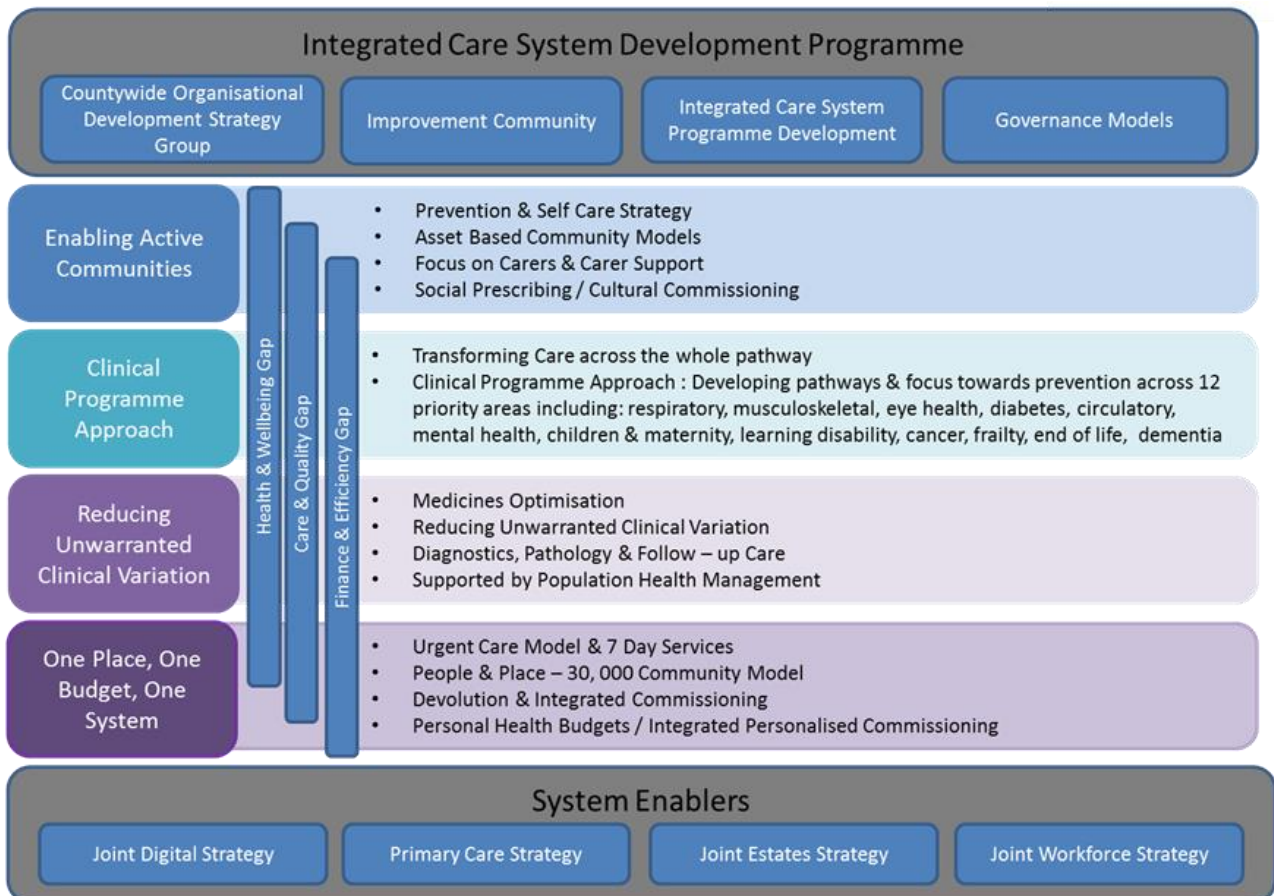 Integrated Care System Development Programme
Countywide Organisational
Development Strategy
Group
Improvement Community
Integrated Care System
Programme Development
Governance Models
Enabling Active
Communities
• Prevention & Self Care Strategy
• Asset Based Community Models
• Focus on Carers & Carer Support
• Social Prescribing / Cultural Commissioning
Health & Wellbeing Gap
Care & Quality Gap
Finance & Efficiency Gap
Clinical
Programme
Approach
• Transforming Care across the whole pathway
• Clinical Programme Approach : Developing pathways & focus towards prevention across 12
priority areas including: respiratory, musculoskeletal, eye health, diabetes, circulatory,
mental health, children & maternity, learning disability, cancer, frailty, end of life, dementia
Reducing
Unwarranted
Clinical Variation
• Medicines Optimisation
• Reducing Unwarranted Clinical Variation
• Diagnostics, Pathology & Follow – up Care
• Supported by Population Health Management
One Place, One
Budget, One
System
• Urgent Care Model & 7 Day Services
• People & Place – 30, 000 Community Model
• Devolution & Integrated Commissioning
• Personal Health Budgets / Integrated Personalised Commissioning
System Enablers
Joint Digital Strategy
Primary Care Strategy
Joint Estates Strategy
Joint Workforce Strategy